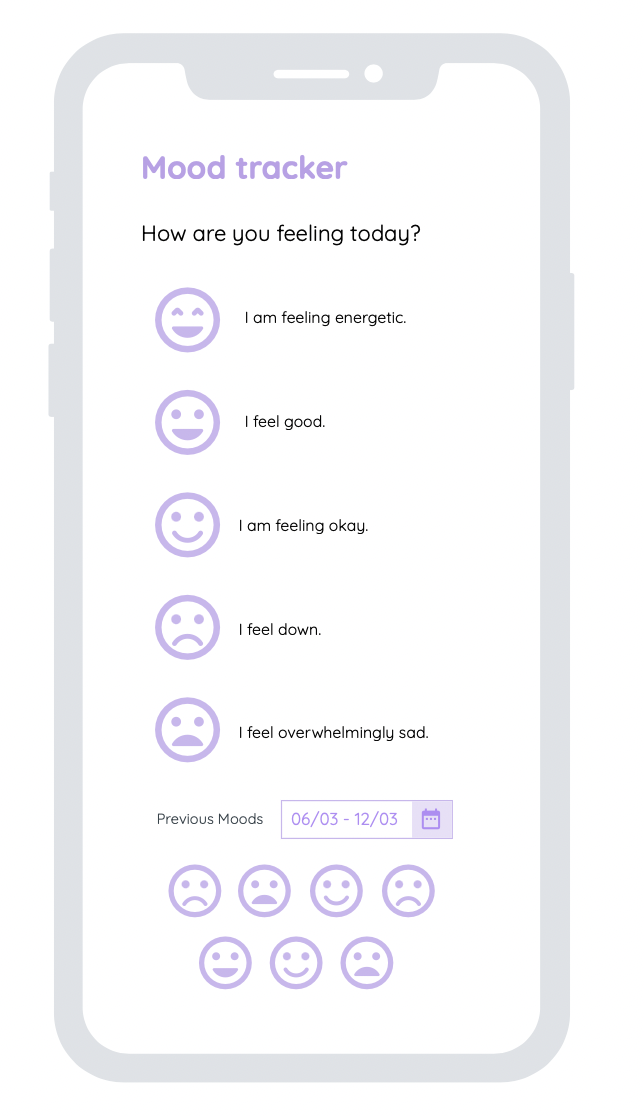 Mood tracker
How are you feeling today?
I am feeling energetic.
I feel good.
I am feeling okay.
I feel down.
I feel overwhelmingly sad.
Previous Moods 06/03 - 12/03